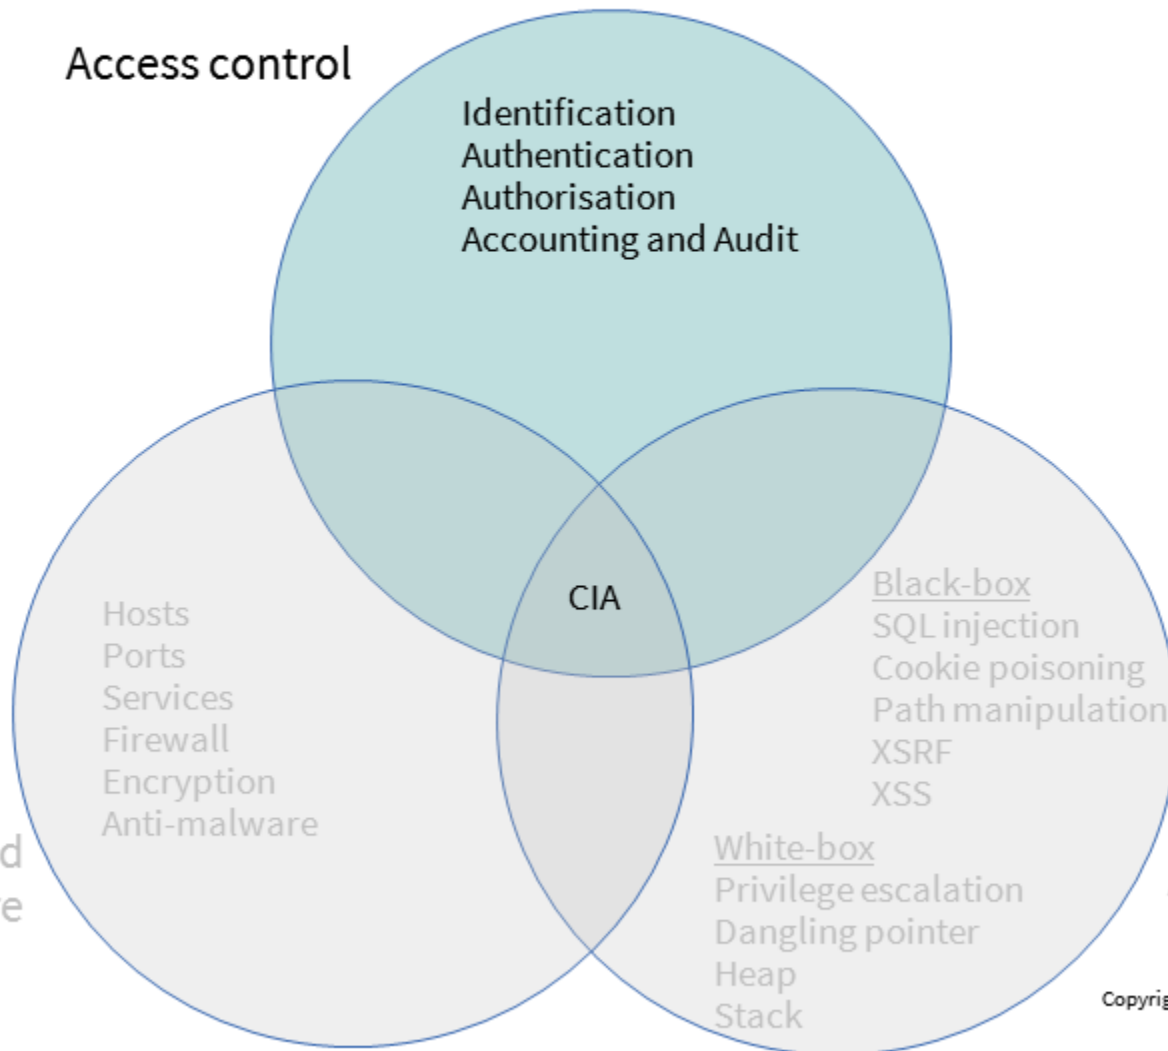 Access control
Identification
Authentication
Authorisation
Accounting and Audit
CIA
Hosts
Ports
Services
Firewall
Encryption
Anti-malware
Black-box
SQL injection
Cookie poisoning
Path manipulation
XSRF
XSS
White-box
Privilege escalation
Dangling pointer
Heap
Stack